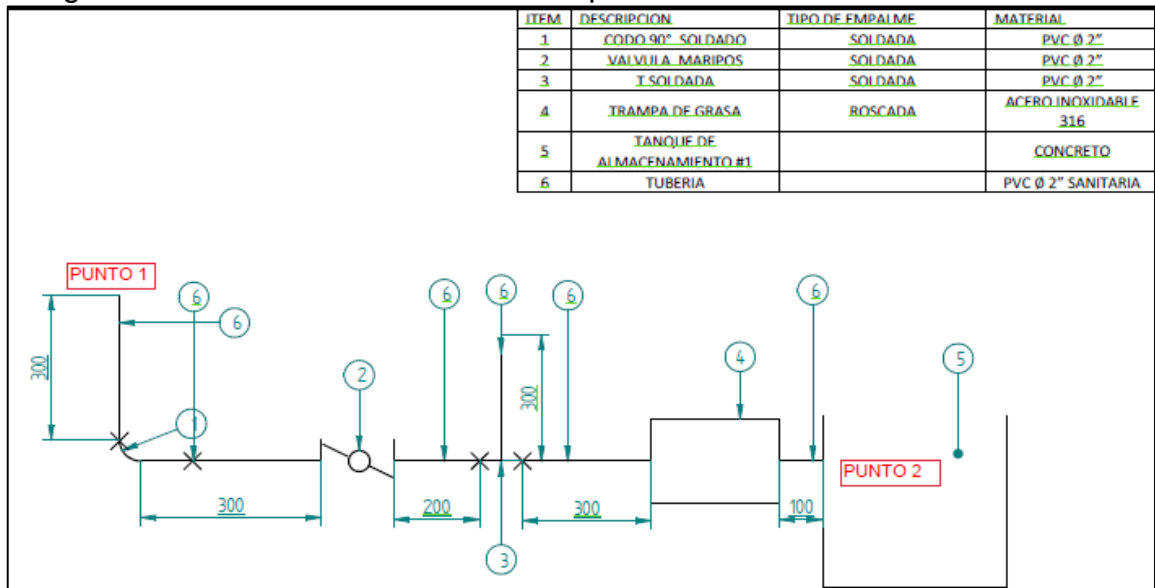 ITEM DESCRIPCION TIPO DE EMPALME MATERIAL
1 CODO 90° SOLDADO SOLDADA PVC Ø 2”
2 VALVULA MARIPOS SOLDADA PVC Ø 2”
3 T SOLDADA SOLDADA PVC Ø 2”
4 TRAMPA DE GRASA ROSCADA ACERO INOXIDABLE 316
5 TANQUE DE ALMACENAMIENTO #1 CONCRETO
6 TUBERIA PVC Ø 2” SANITARIA
PUNTO 1
6
6
6
6
6
6
300
2
4
5
300
1
PUNTO 2
300
200
300
100
3